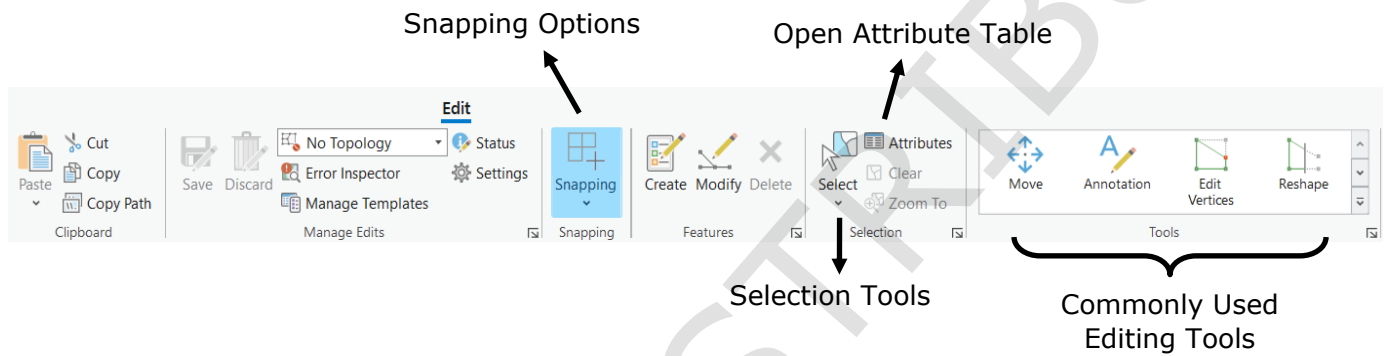 Snapping Options
Open Attribute Table
Edit
Cut
Copy
Copy Path
Paste
Clipboard
Save
Discard
No Topology
Error Inspector
Manage Templates
Status
Settings
Manage Edits
Snapping
Snapping
Create
Modify
Delete
Features
Select
Attributes
Clear
Zoom To
Selection
Move
Annotation
Edit
Vertices
Reshape
Tools
Selection Tools
Commonly Used
Editing Tools
STRIB